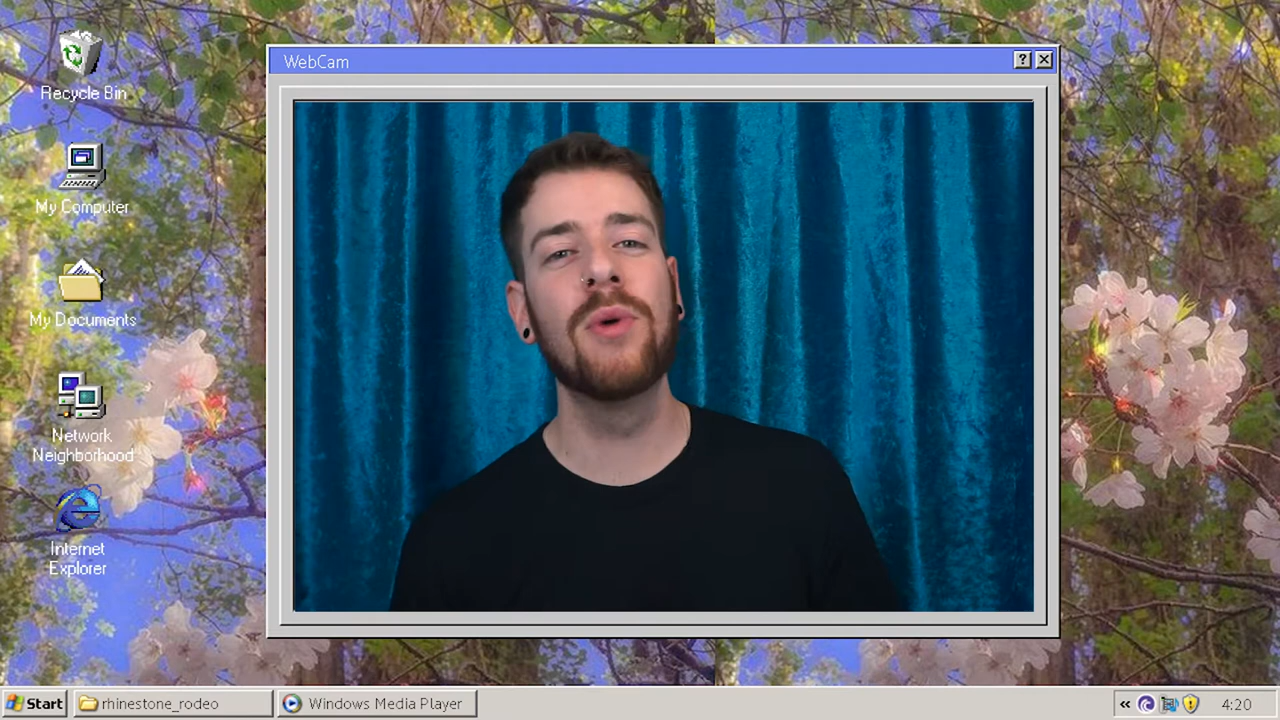 WebCam
Recycle Bin
My Computer
My Documents
Network
Neighborhood
Internet
Explorer
Start
rhinestone_rodeo
Windows Media Player
4:20